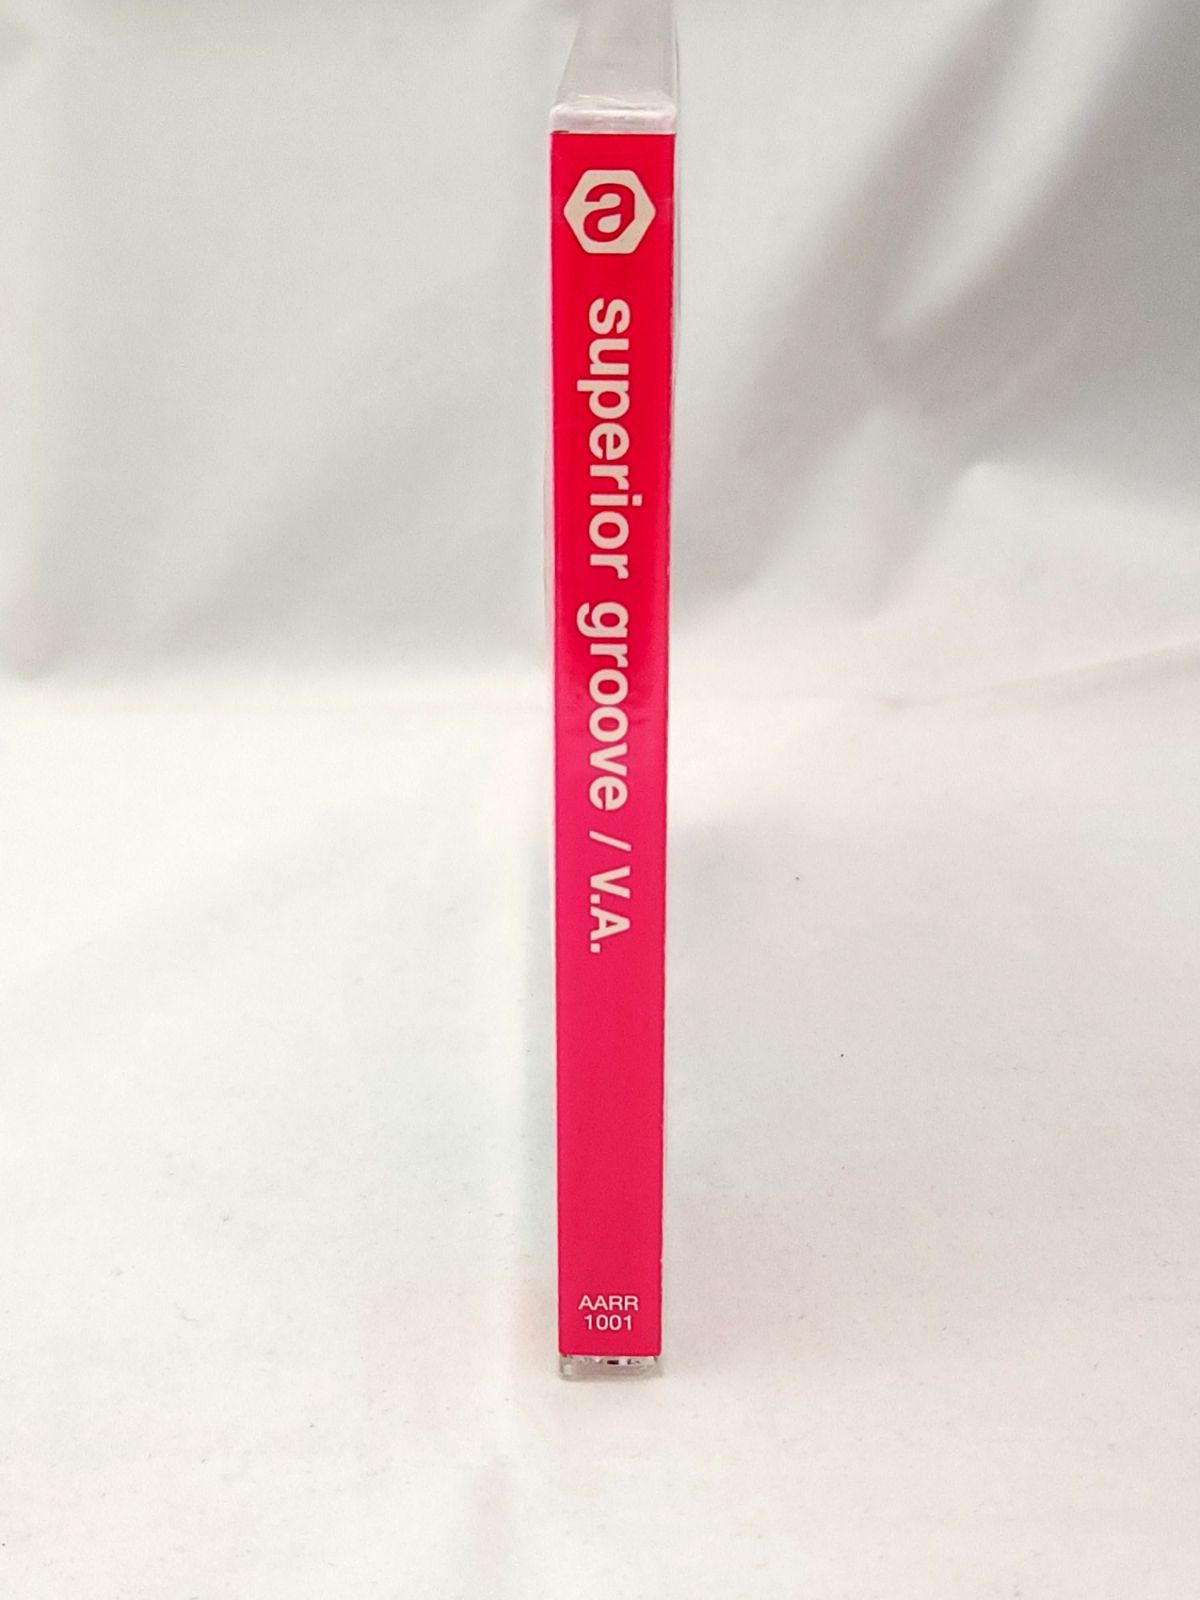 a
superior groove / V.A.
AARR
1001